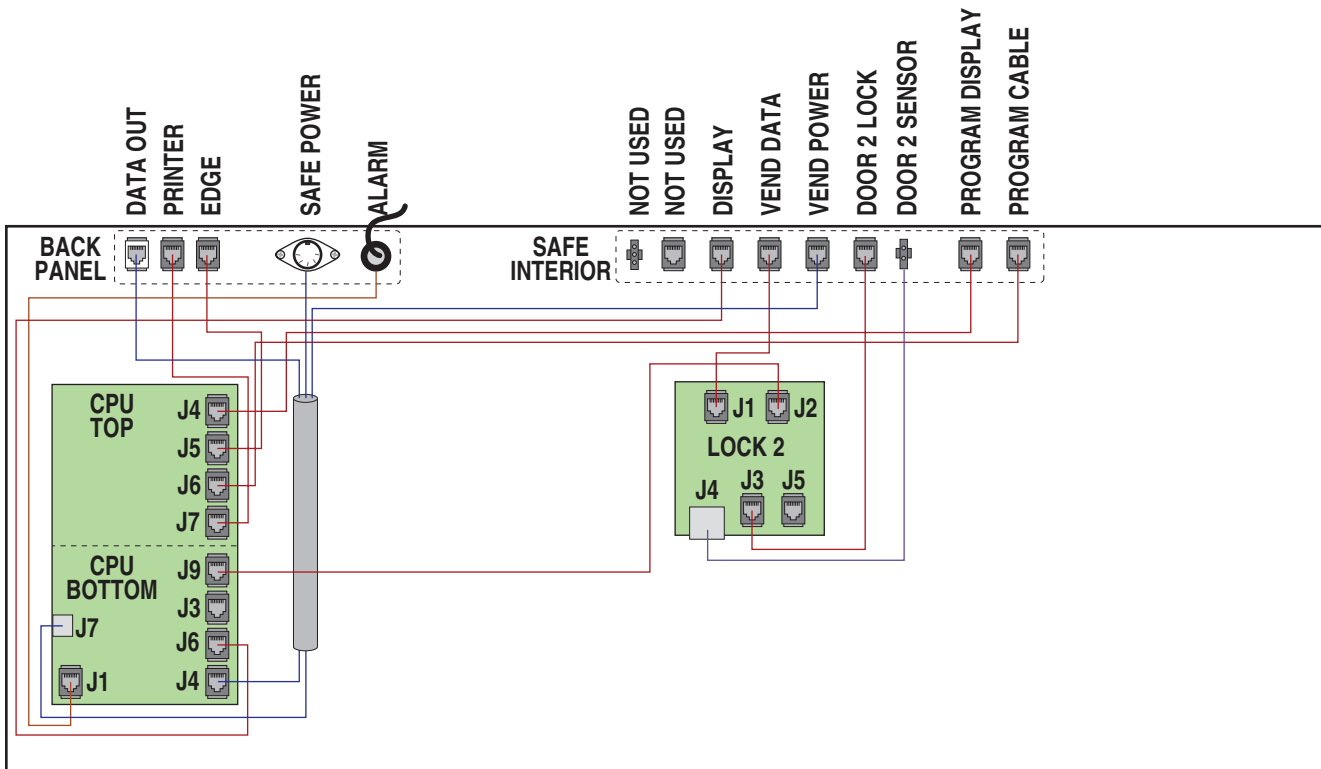 DATA OUT
PRINTER
EDGE
SAFE POWER
ALARM
NOT USED
NOT USED
DISPLAY
VEND DATA
VEND POWER
DOOR 2 LOCK
DOOR 2 SENSOR
PROGRAM DISPLAY
PROGRAM CABLE
BACK
PANEL
SAFE
INTERIOR
CPU
TOP
J4
J5
J6
J7
CPU
BOTTOM
J9
J3
J7
J6
J1
J4
J1
J2
LOCK 2
J4
J3
J5